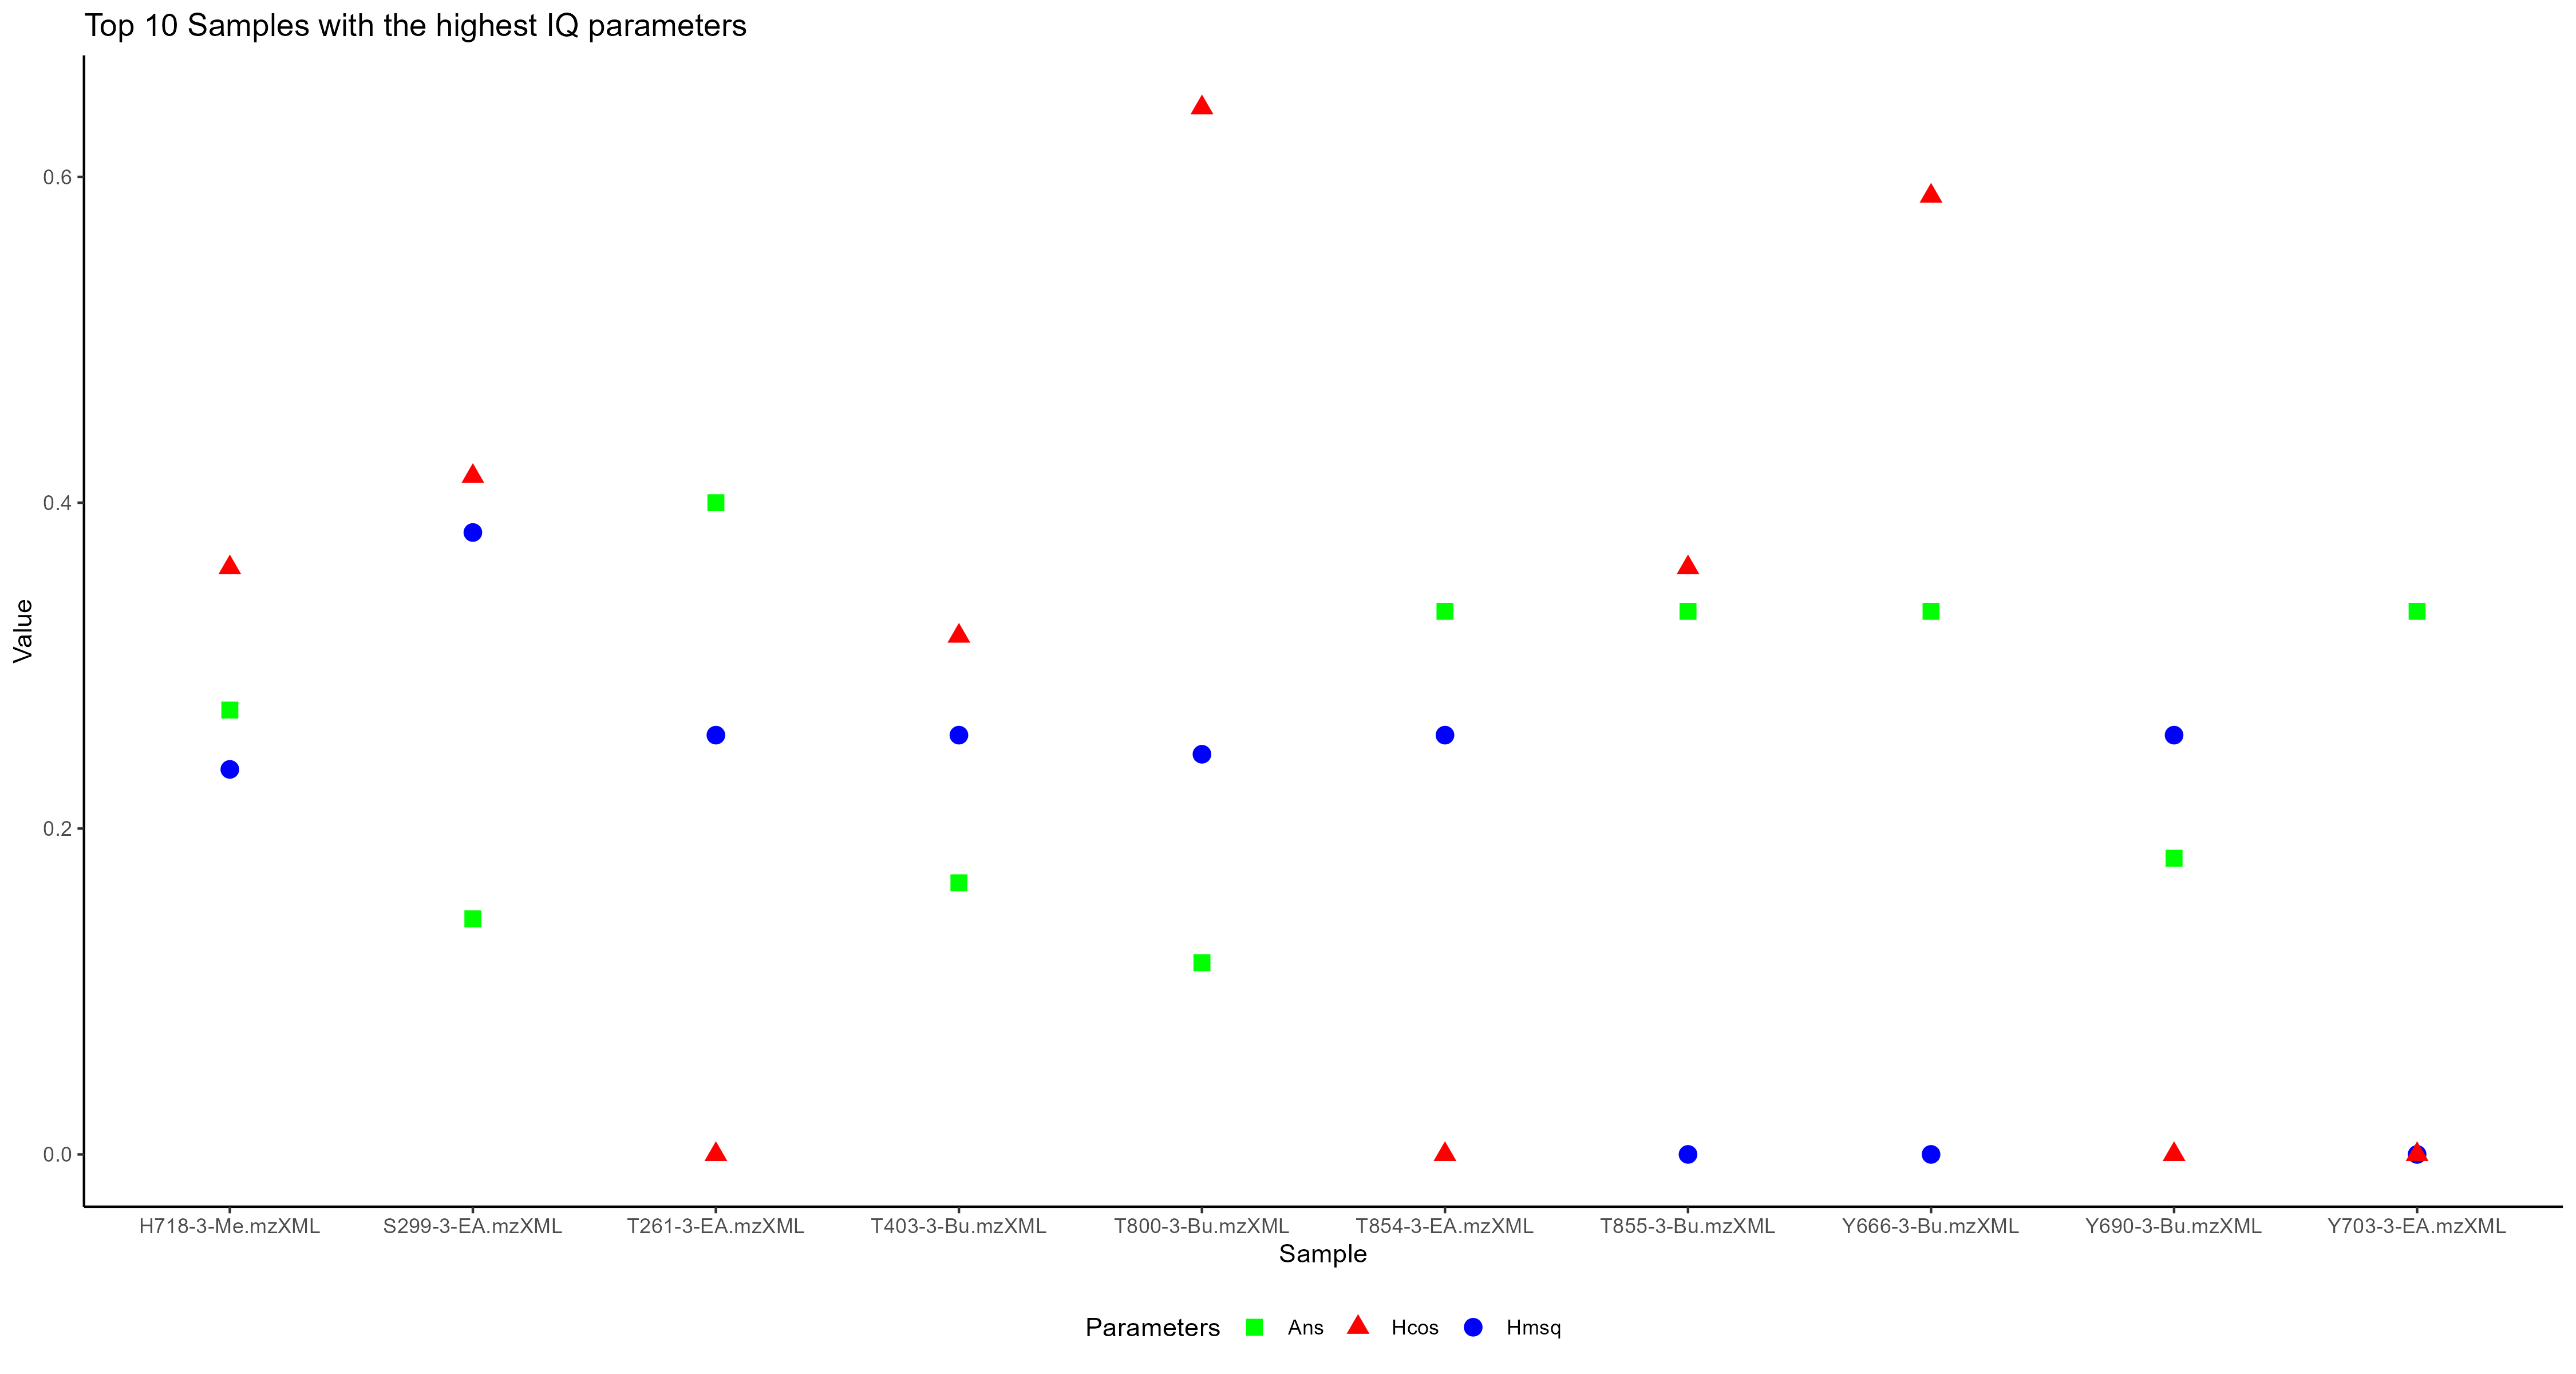 Top 10 Samples with the highest IQ parameters
Value
0.6
0.4
0.2
0.0
H718-3-Me.mzXML S299-3-EA.mzXML T261-3-EA.mzXML T403-3-Bu.mzXML T800-3-Bu.mzXML T854-3-EA.mzXML T855-3-Bu.mzXML Y666-3-Bu.mzXML Y690-3-Bu.mzXML Y703-3-EA.mzXML
Sample
Parameters Ans Hcos Hmsq